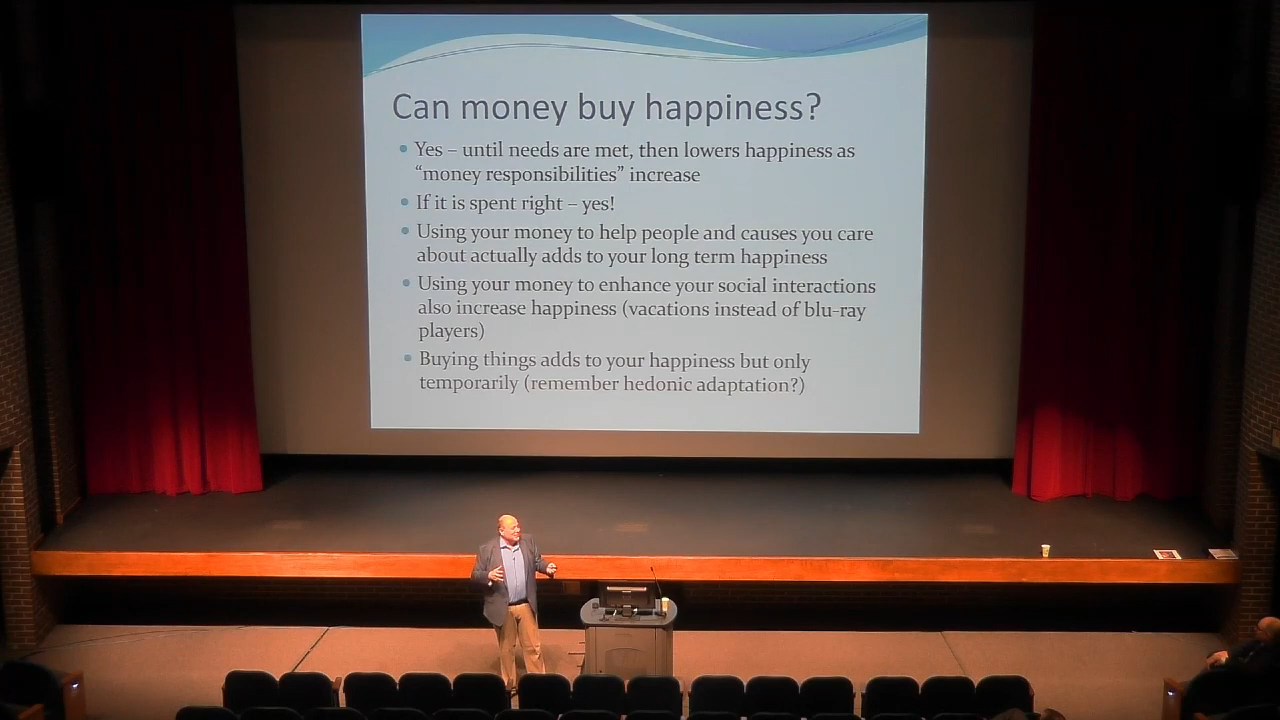 Can money buy happiness?
• Yes – until needs are met, then lowers happiness as
“money responsibilities” increase
• If it is spent right – yes!
• Using your money to help people and causes you care
about actually adds to your long term happiness
• Using your money to enhance your social interactions
also increase happiness (vacations instead of blu-ray
players)
• Buying things adds to your happiness but only
temporarily (remember hedonic adaptation?)